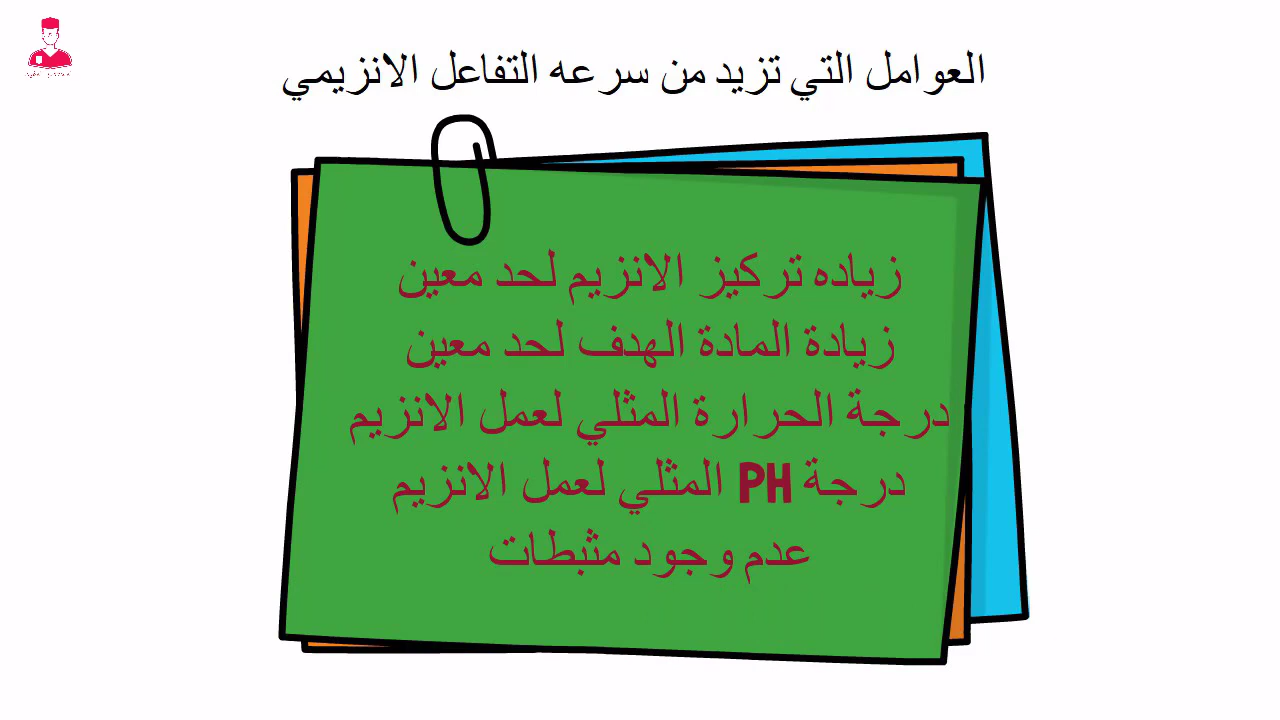 العوامل التي تزيد من سرعه التفاعل الانزيمي
زياده تركيز الانزيم لحد معين
زيادة المادة الهدف لحد معين
درجة الحرارة المثلي لعمل الانزيم
درجة PH المثلي لعمل الانزيم
عدم وجود مثبطات